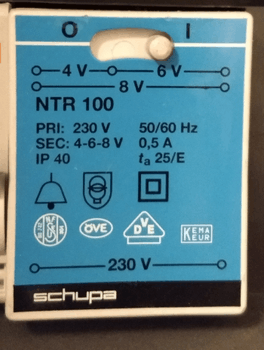 O I
4 V 6 V
8 V
NTR 100
PRI: 230 V 50/60 Hz
SEC: 4-6-8 V 0,5 A
IP 40 ta 25/E
ÖVE
DVE
KEMA
KEUR
230 V
schupa